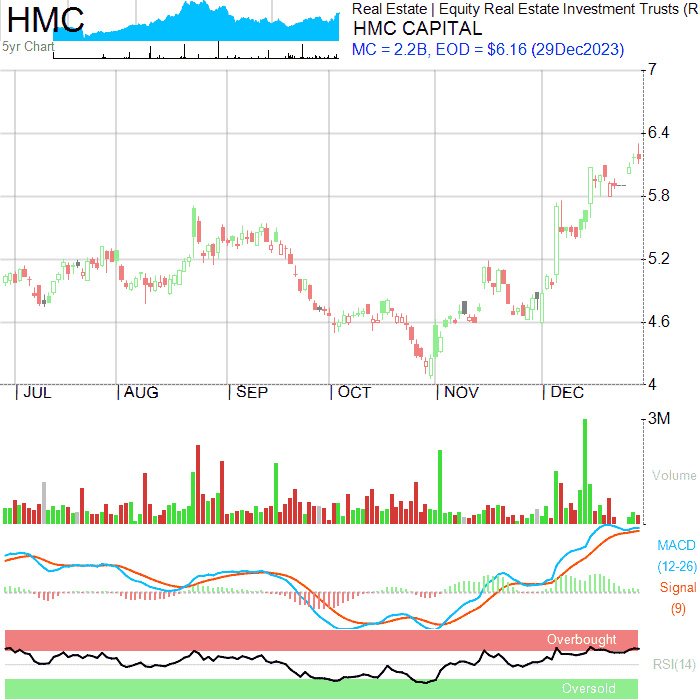 HMC
5yr Chart
Real Estate | Equity Real Estate Investment Trusts (R
HMC CAPITAL
MC = 2.2B, EOD = $6.16 (29Dec2023)
7
6.4
5.8
5.2
4.6
4
JUL AUG SEP OCT NOV DEC
3M
Volume
MACD
(12-26)
Signal
(9)
Overbought
RSI(14)
Oversold